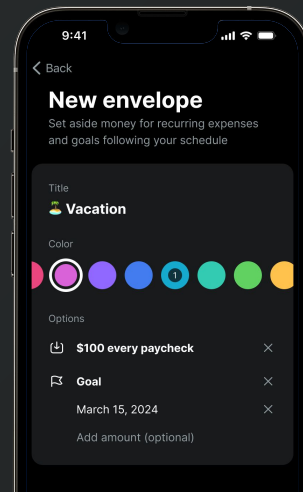 9:41
Back
New envelope
Set aside money for recurring expenses
and goals following your schedule
Title
🏝️ Vacation
Color
1
Options
$100 every paycheck
Goal
March 15, 2024
Add amount (optional)